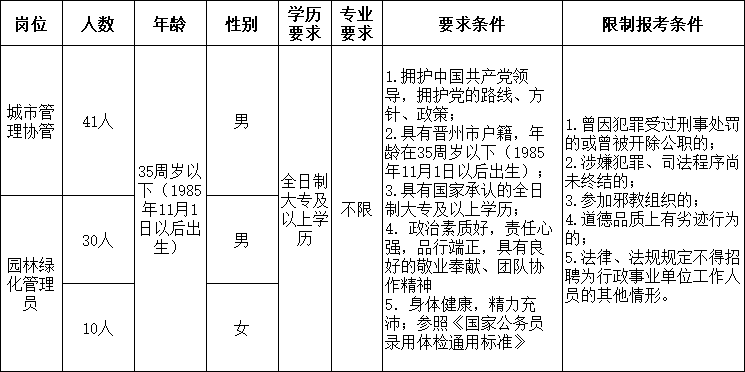 岗位
人数
年龄
性别
学历
要求
专业
要求
要求条件
限制报考条件
城市管
理协管
41人
男
园林绿
化管理
员
30人
男
10人
女
35周岁以
下（1985
年11月1
日以后出
生）
全日制
大专及
以上学
历
不限
1.拥护中国共产党领
导，拥护党的路线、方
针、政策；
2.具有晋州市户籍，年
龄在35周岁以下（1985
年11月1日以后出生）；
3.具有国家承认的全日
制大专及以上学历；
4．政治素质好，责任心
强，品行端正，具有良
好的敬业奉献、团队协
作精神
5．身体健康，精力充
沛；参照《国家公务员
录用体检通用标准》
1.曾因犯罪受过刑事处罚
的或曾被开除公职的；
2.涉嫌犯罪、司法程序尚
未终结的；
3.参加邪教组织的；
4.道德品质上有劣迹行为
的；
5.法律、法规规定不得招
聘为行政事业单位工作人
员的其他情形。